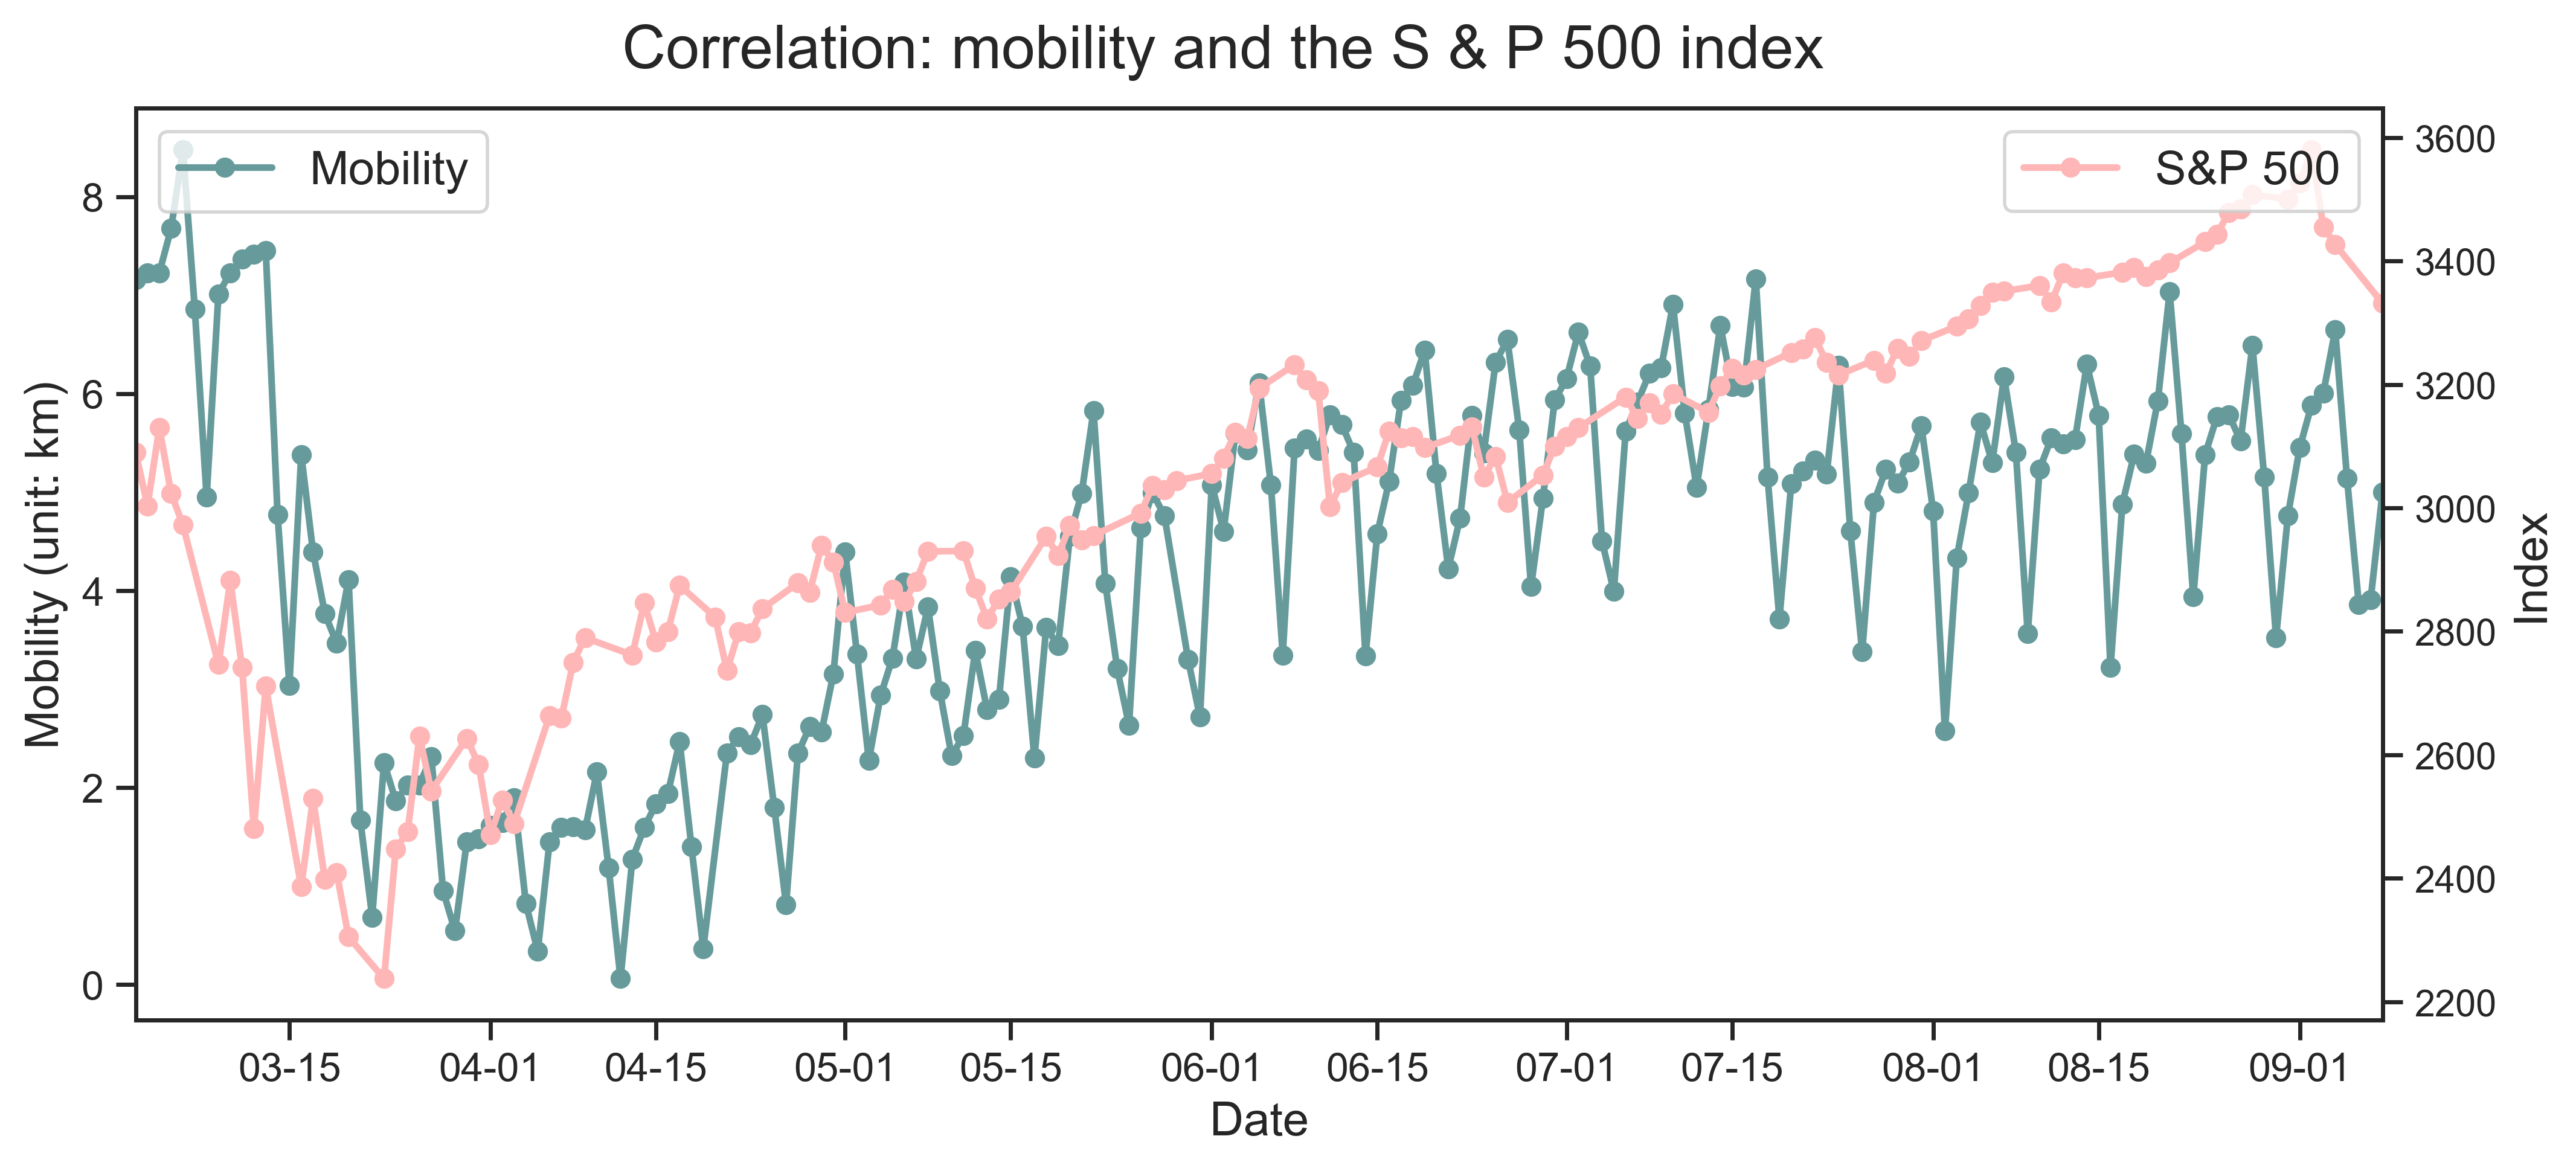 Correlation: mobility and the S & P 500 index
Mobility
S&P 500
Mobility (unit: km)
8
6
4
2
0
3600
3400
3200
3000
2800
2600
2400
2200
Index
03-15 04-01 04-15 05-01 05-15 06-01 06-15 07-01 07-15 08-01 08-15 09-01
Date